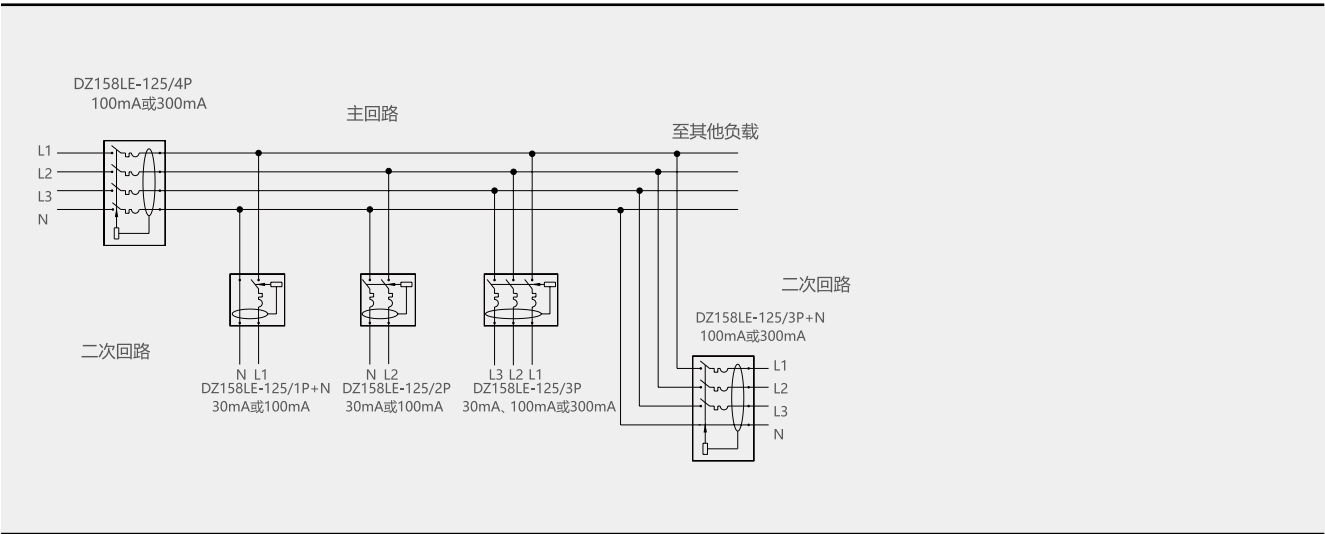 DZ158LE-125/4P
100mA或300mA
主回路
至其他负载
L1
L2
L3
N
二次回路
N L1
DZ158LE-125/1P+N
30mA或100mA
N L2
DZ158LE-125/2P
30mA或100mA
L3 L2 L1
DZ158LE-125/3P
30mA、100mA或300mA
二次回路
DZ158LE-125/3P+N
100mA或300mA
L1
L2
L3
N